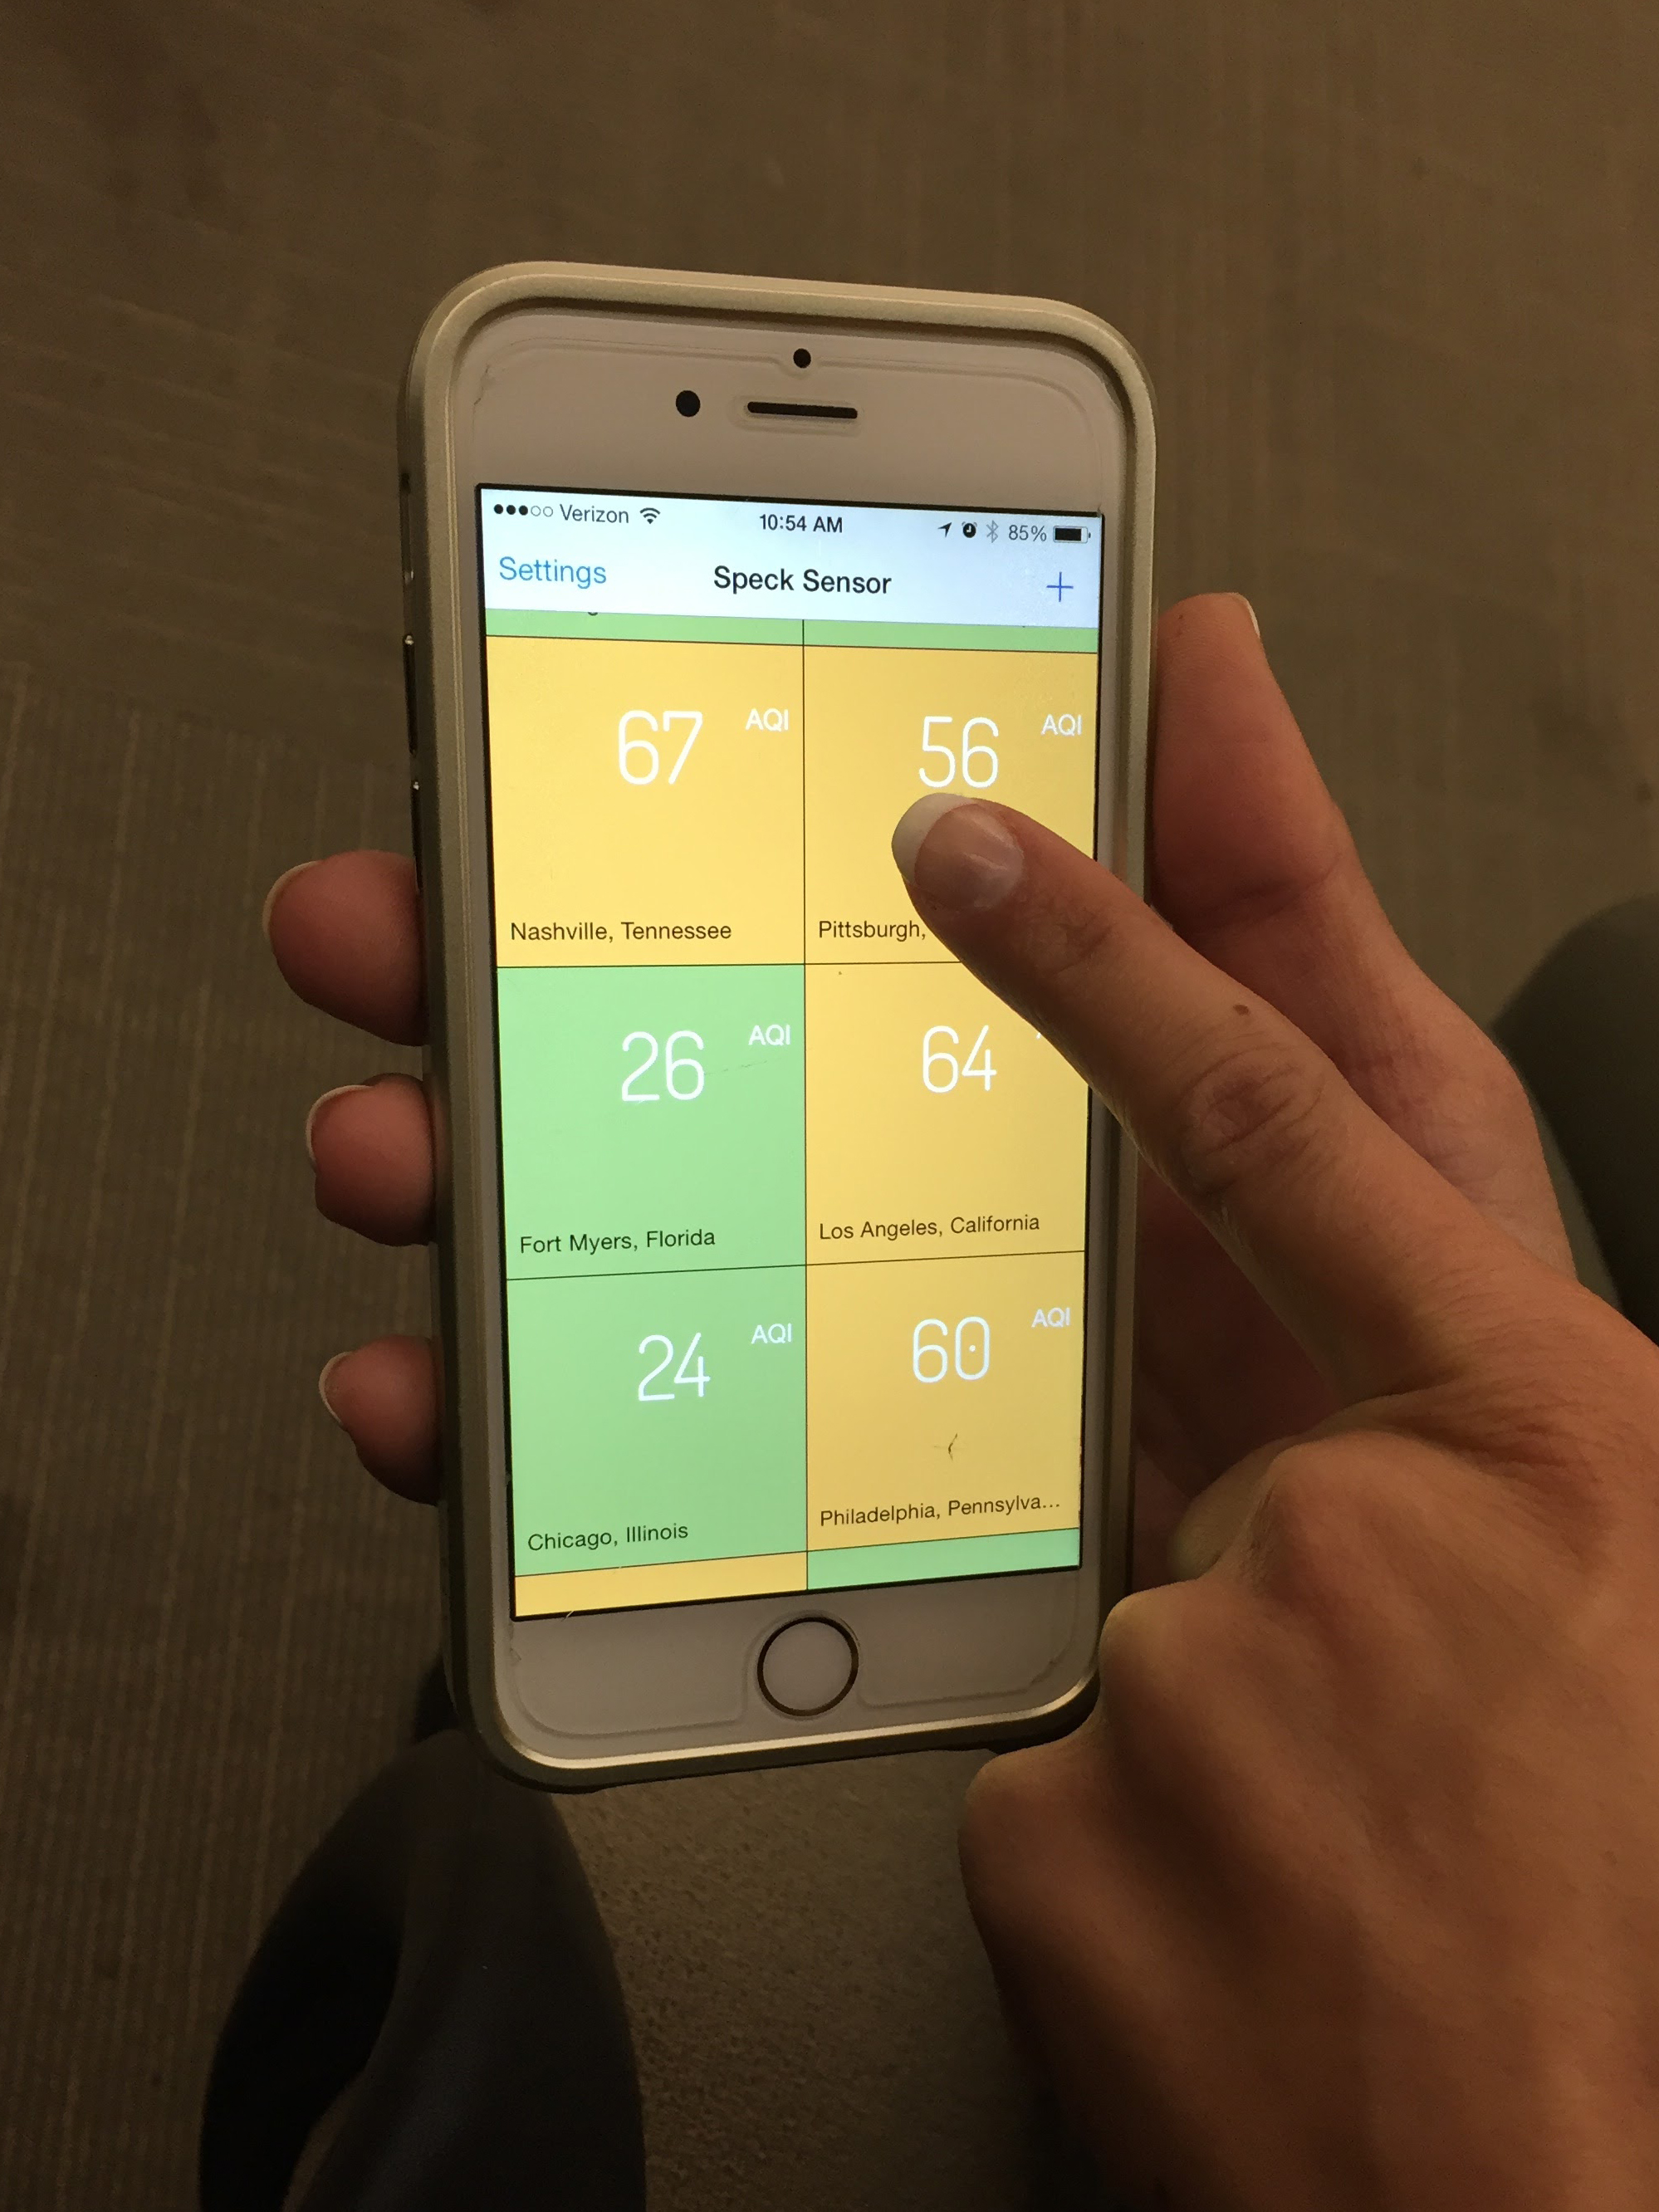 Verizon 10:54 AM 85%
Settings Speck Sensor +
67 AQI 56 AQI
Nashville, Tennessee Pittsburgh,
26 AQI 64
Fort Myers, Florida Los Angeles, California
24 AQI 60 AQI
Chicago, Illinois Philadelphia, Pennsylva...